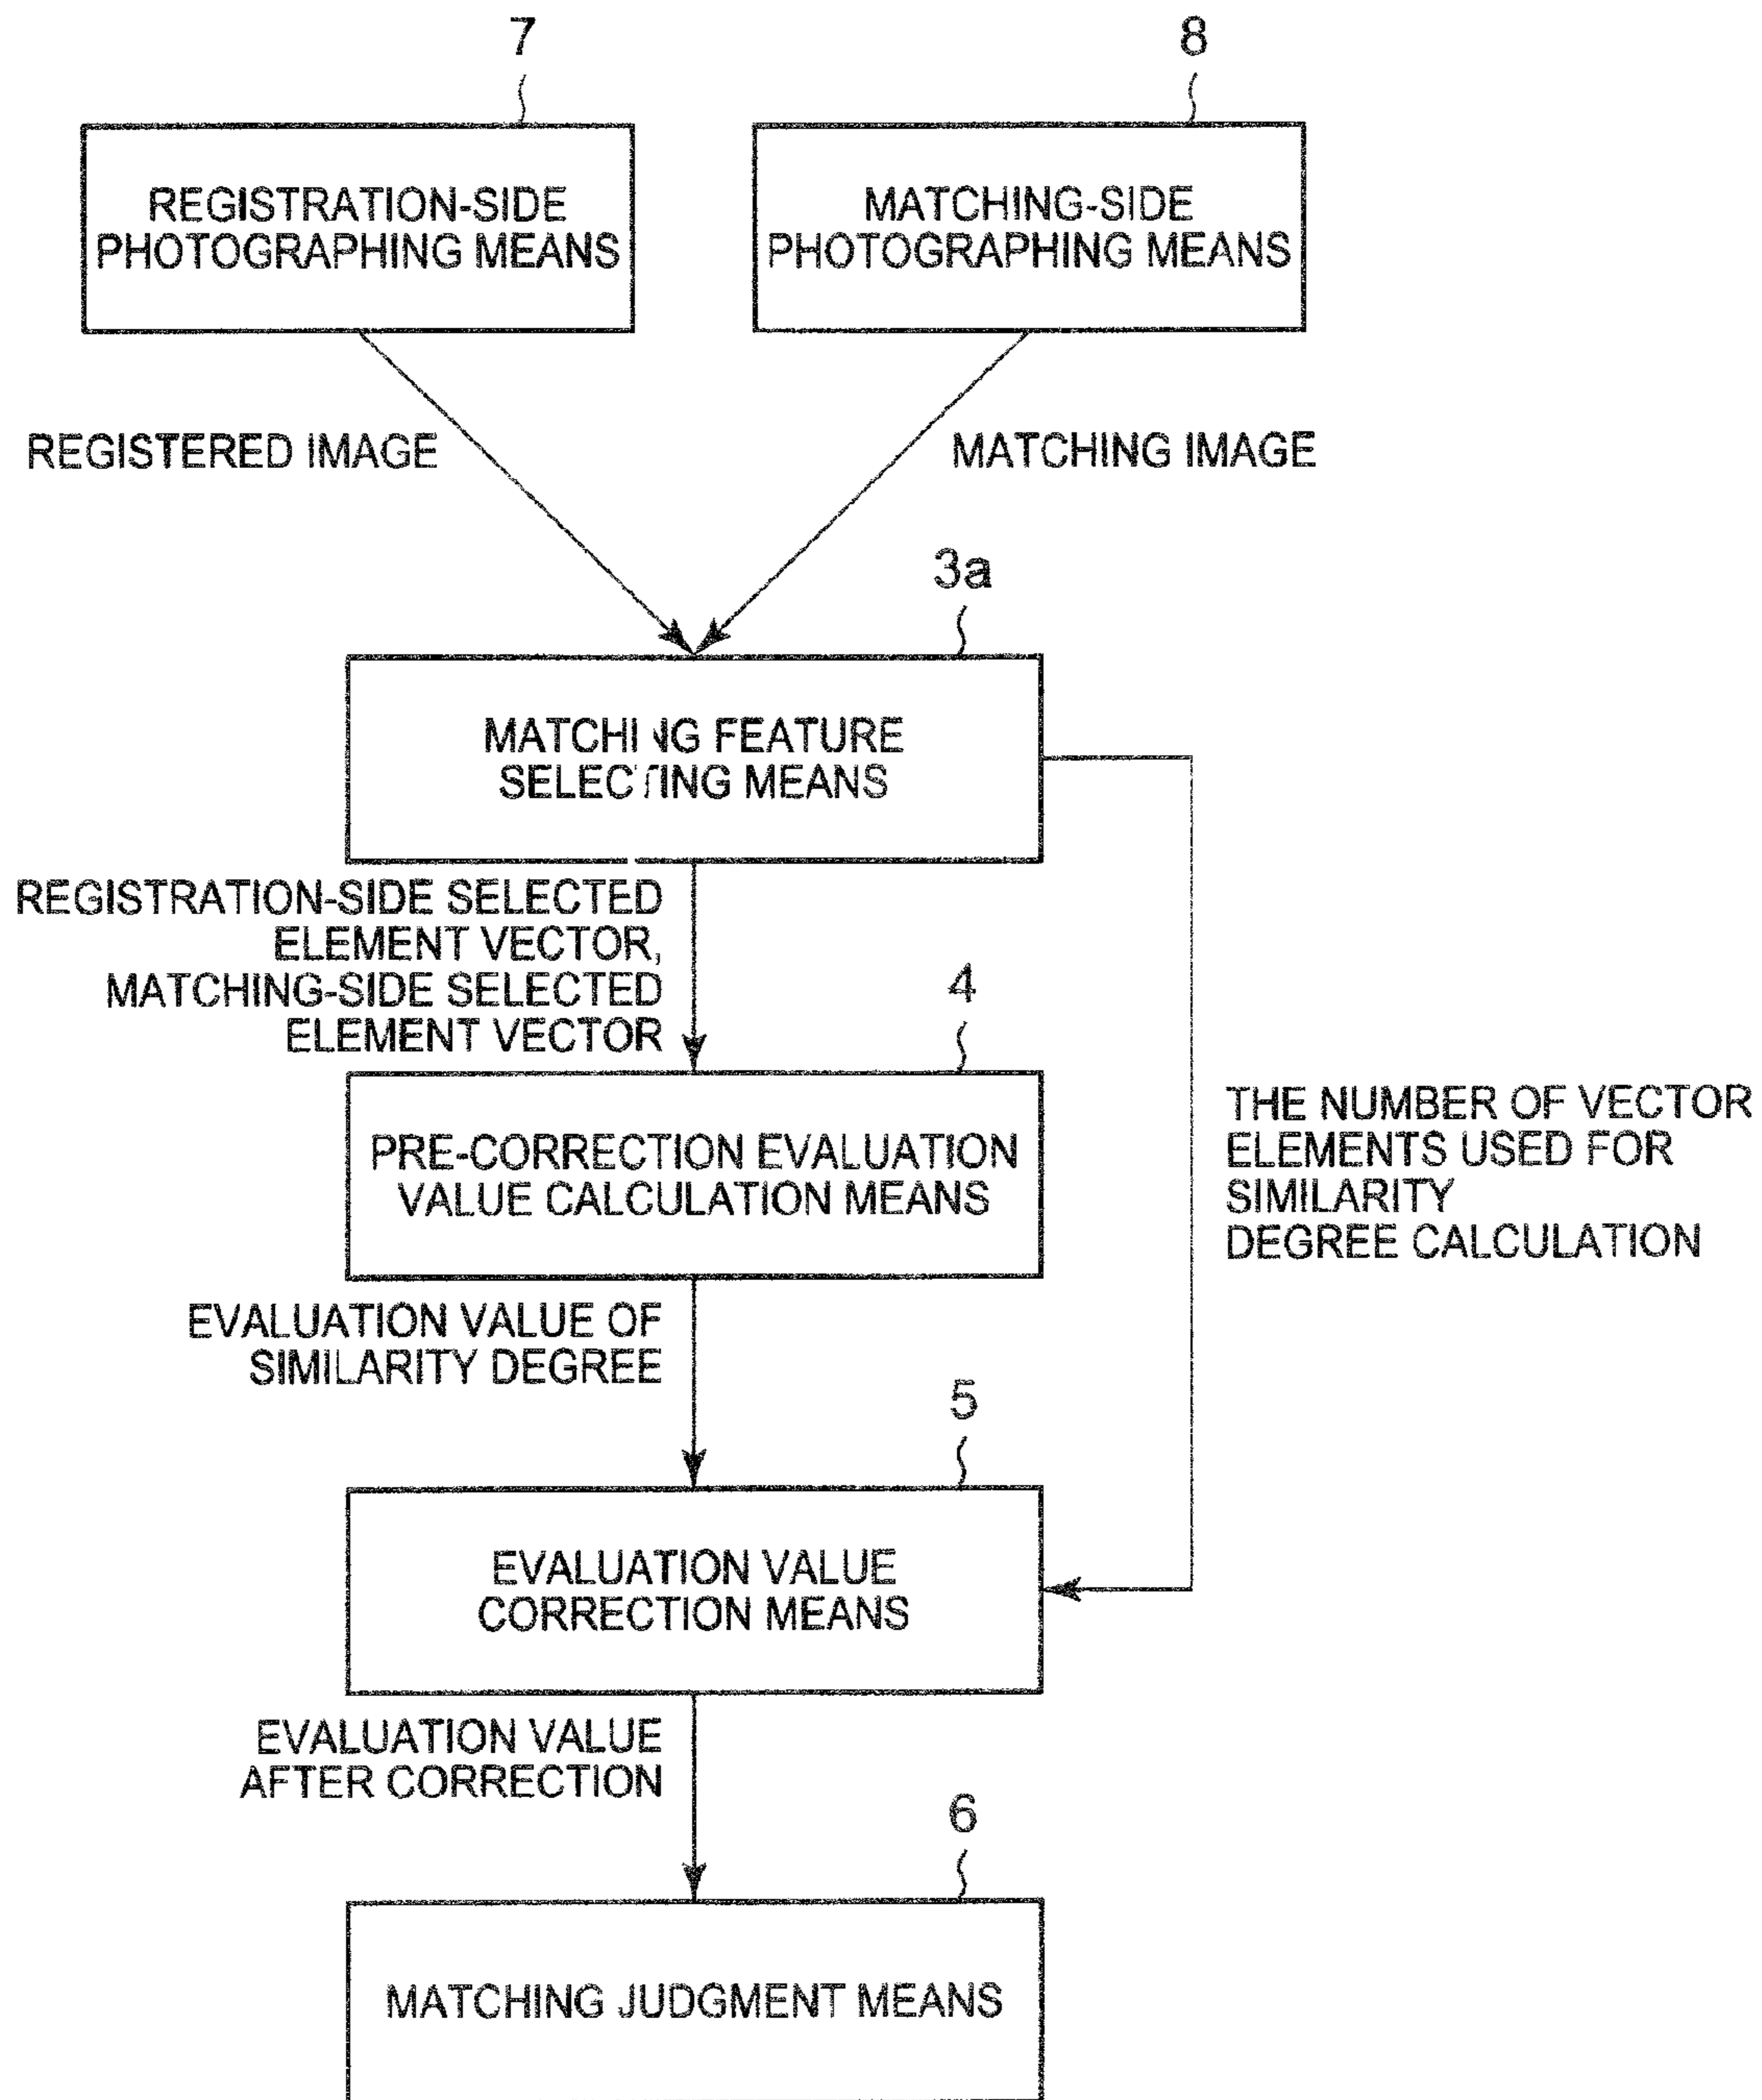 7
8
REGISTRATION-SIDE
PHOTOGRAPHING MEANS
MATCHING-SIDE
PHOTOGRAPHING MEANS
REGISTERED IMAGE
MATCHING IMAGE
3a
MATCHING FEATURE
SELECTING MEANS
REGISTRATION-SIDE SELECTED
ELEMENT VECTOR,
MATCHING-SIDE SELECTED
ELEMENT VECTOR
4
THE NUMBER OF VECTOR
ELEMENTS USED FOR
SIMILARITY
DEGREE CALCULATION
PRE-CORRECTION EVALUATION
VALUE CALCULATION MEANS
EVALUATION VALUE OF
SIMILARITY DEGREE
5
EVALUATION VALUE
CORRECTION MEANS
EVALUATION VALUE
AFTER CORRECTION
6
MATCHING JUDGMENT MEANS